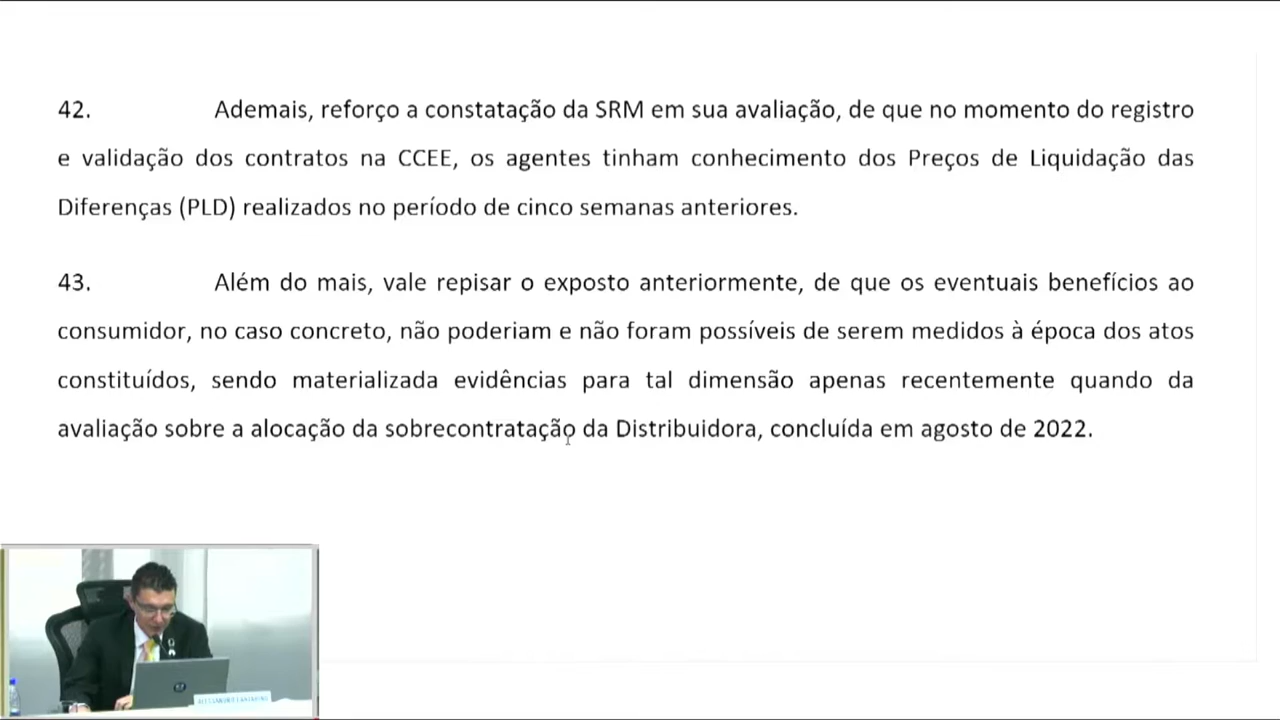 42. Ademais, reforço a constatação da SRM em sua avaliação, de que no momento do registro
e validação dos contratos na CCEE, os agentes tinham conhecimento dos Preços de Liquidação das
Diferenças (PLD) realizados no período de cinco semanas anteriores.
43. Além do mais, vale repisar o exposto anteriormente, de que os eventuais benefícios ao
consumidor, no caso concreto, não poderiam e não foram possíveis de serem medidos à época dos atos
constituídos, sendo materializada evidências para tal dimensão apenas recentemente quando da
avaliação sobre a alocação da sobrecontratação da Distribuidora, concluída em agosto de 2022.